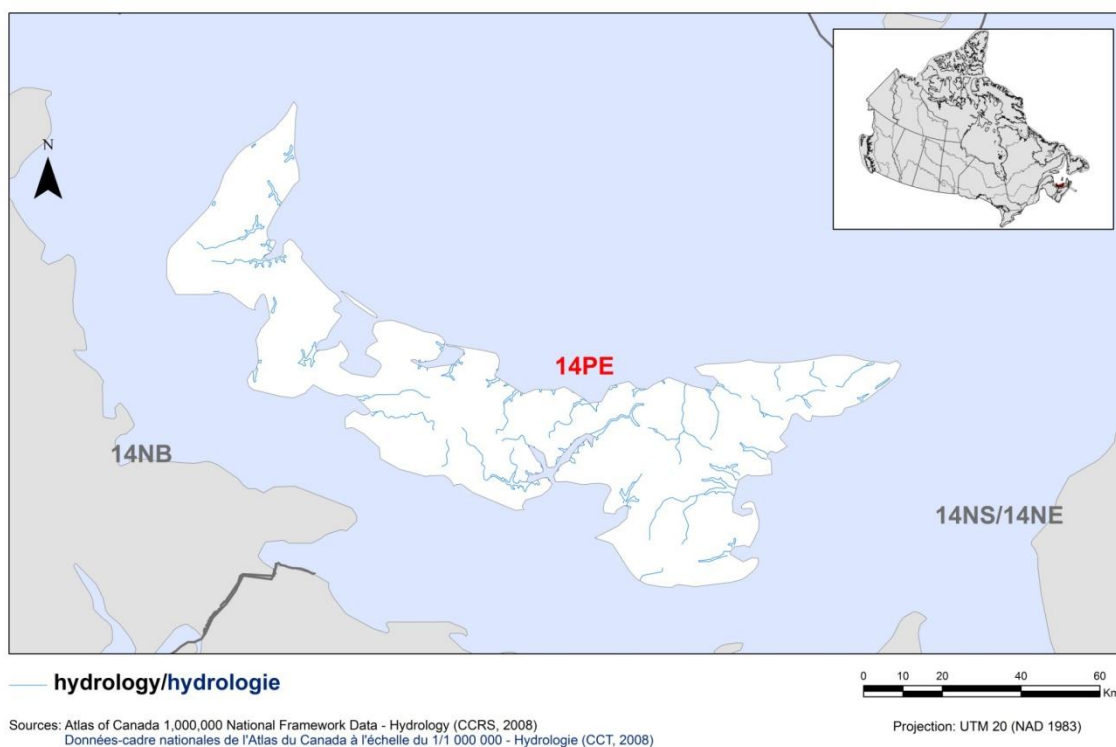 N
14PE
14NB
14NS/14NE
hydrology/hydrologie
0 10 20 40 60
Km
Sources: Atlas of Canada 1,000,000 National Framework Data - Hydrology (CCRS, 2008)
Données-cadre nationales de l'Atlas du Canada à l'échelle du 1/1 000 000 - Hydrologie (CCT, 2008)
Projection: UTM 20 (NAD 1983)